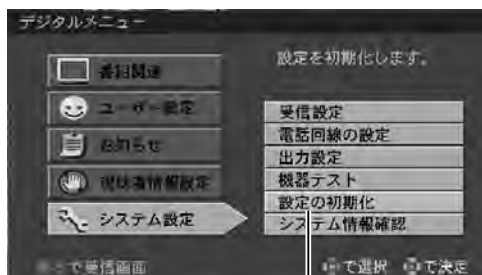 デジタルメニュー
設定を初期化します。
番組関連
ユーザー設定
お知らせ
視聴者情報設定
システム設定
受信設定
電話回線の設定
出力設定
機器テスト
設定の初期化
システム情報確認
で受信画面
で選択
で決定